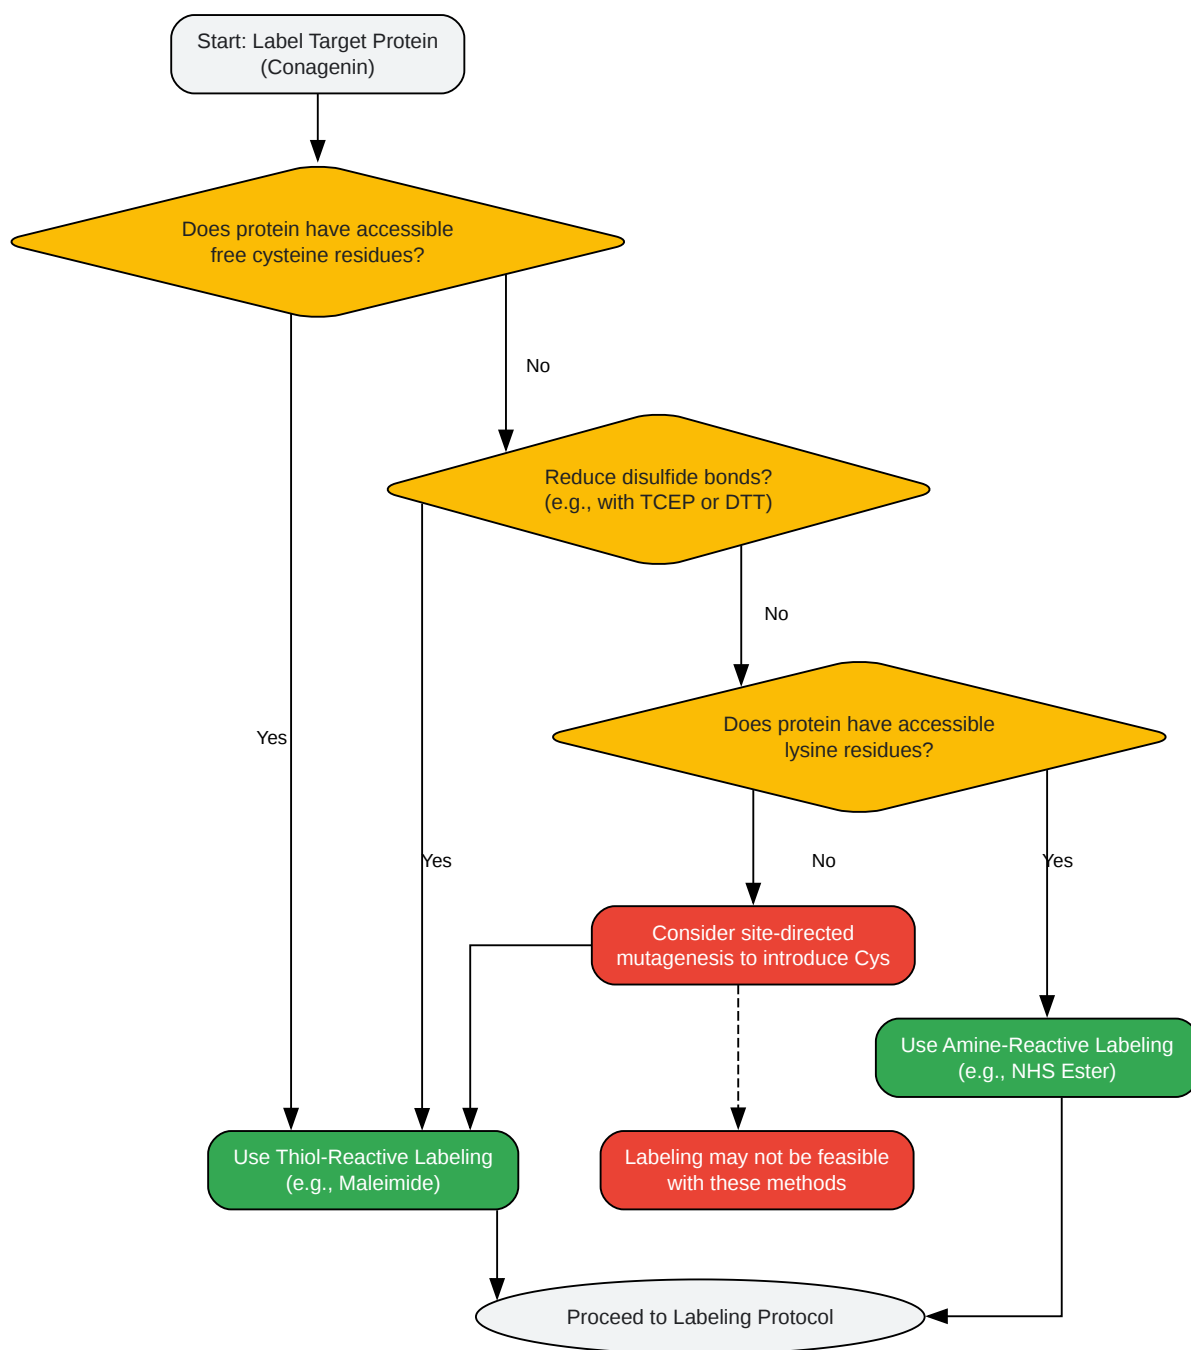 Start: Label Target Protein
(Conagenin)
Does protein have accessible
free cysteine residues?
No
Reduce disulfide bonds?
(e.g., with TCEP or DTT)
No
Does protein have accessible
lysine residues?
Yes
Yes
No
Yes
Consider site-directed
mutagenesis to introduce Cys
Use Amine-Reactive Labeling
(e.g., NHS Ester)
Use Thiol-Reactive Labeling
(e.g., Maleimide)
Labeling may not be feasible
with these methods
Proceed to Labeling Protocol